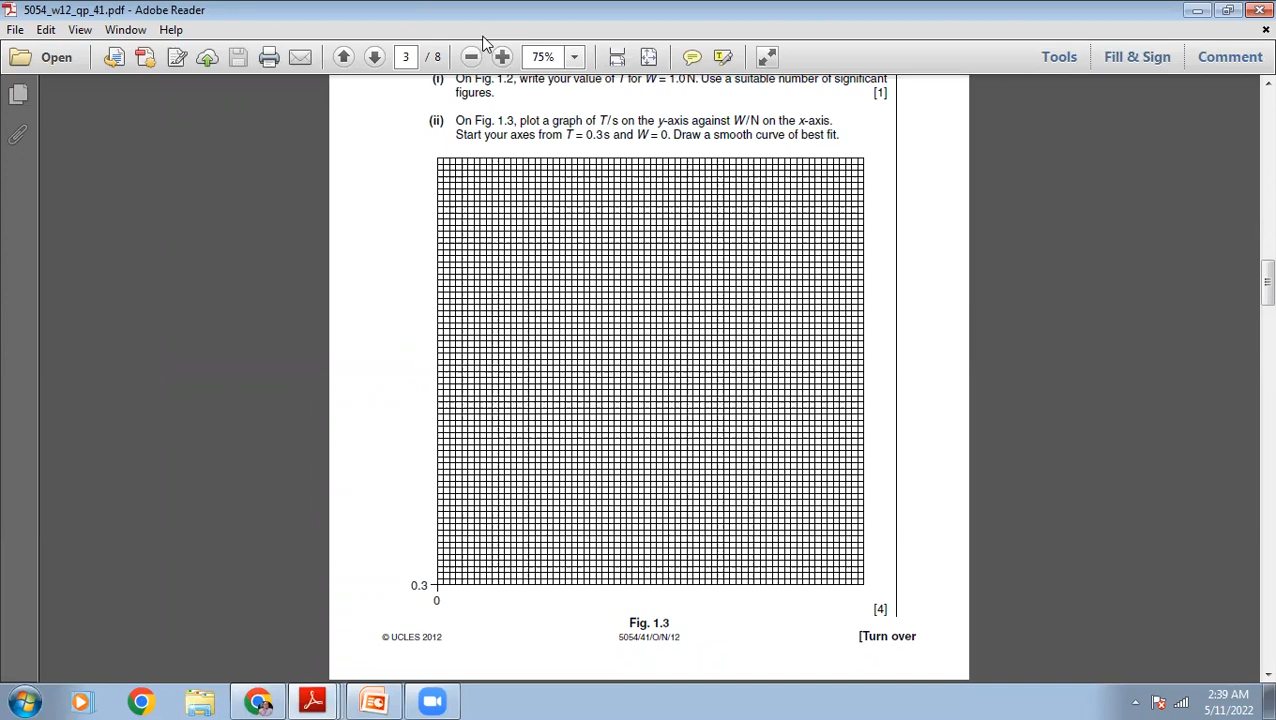 5054_w12_qp_41.pdf - Adobe Reader
File Edit View Window Help
Open 3 / 8 75% Tools Fill & Sign Comment
(i) On Fig. 1.2, write your value of T for W = 1.0 N. Use a suitable number of significant
figures. [1]
(ii) On Fig. 1.3, plot a graph of T/s on the y-axis against W/N on the x-axis.
Start your axes from T = 0.3s and W = 0. Draw a smooth curve of best fit.
0.3
0
[4]
Fig. 1.3
© UCLES 2012 5054/41/O/N/12 [Turn over
2:39 AM
5/11/2022